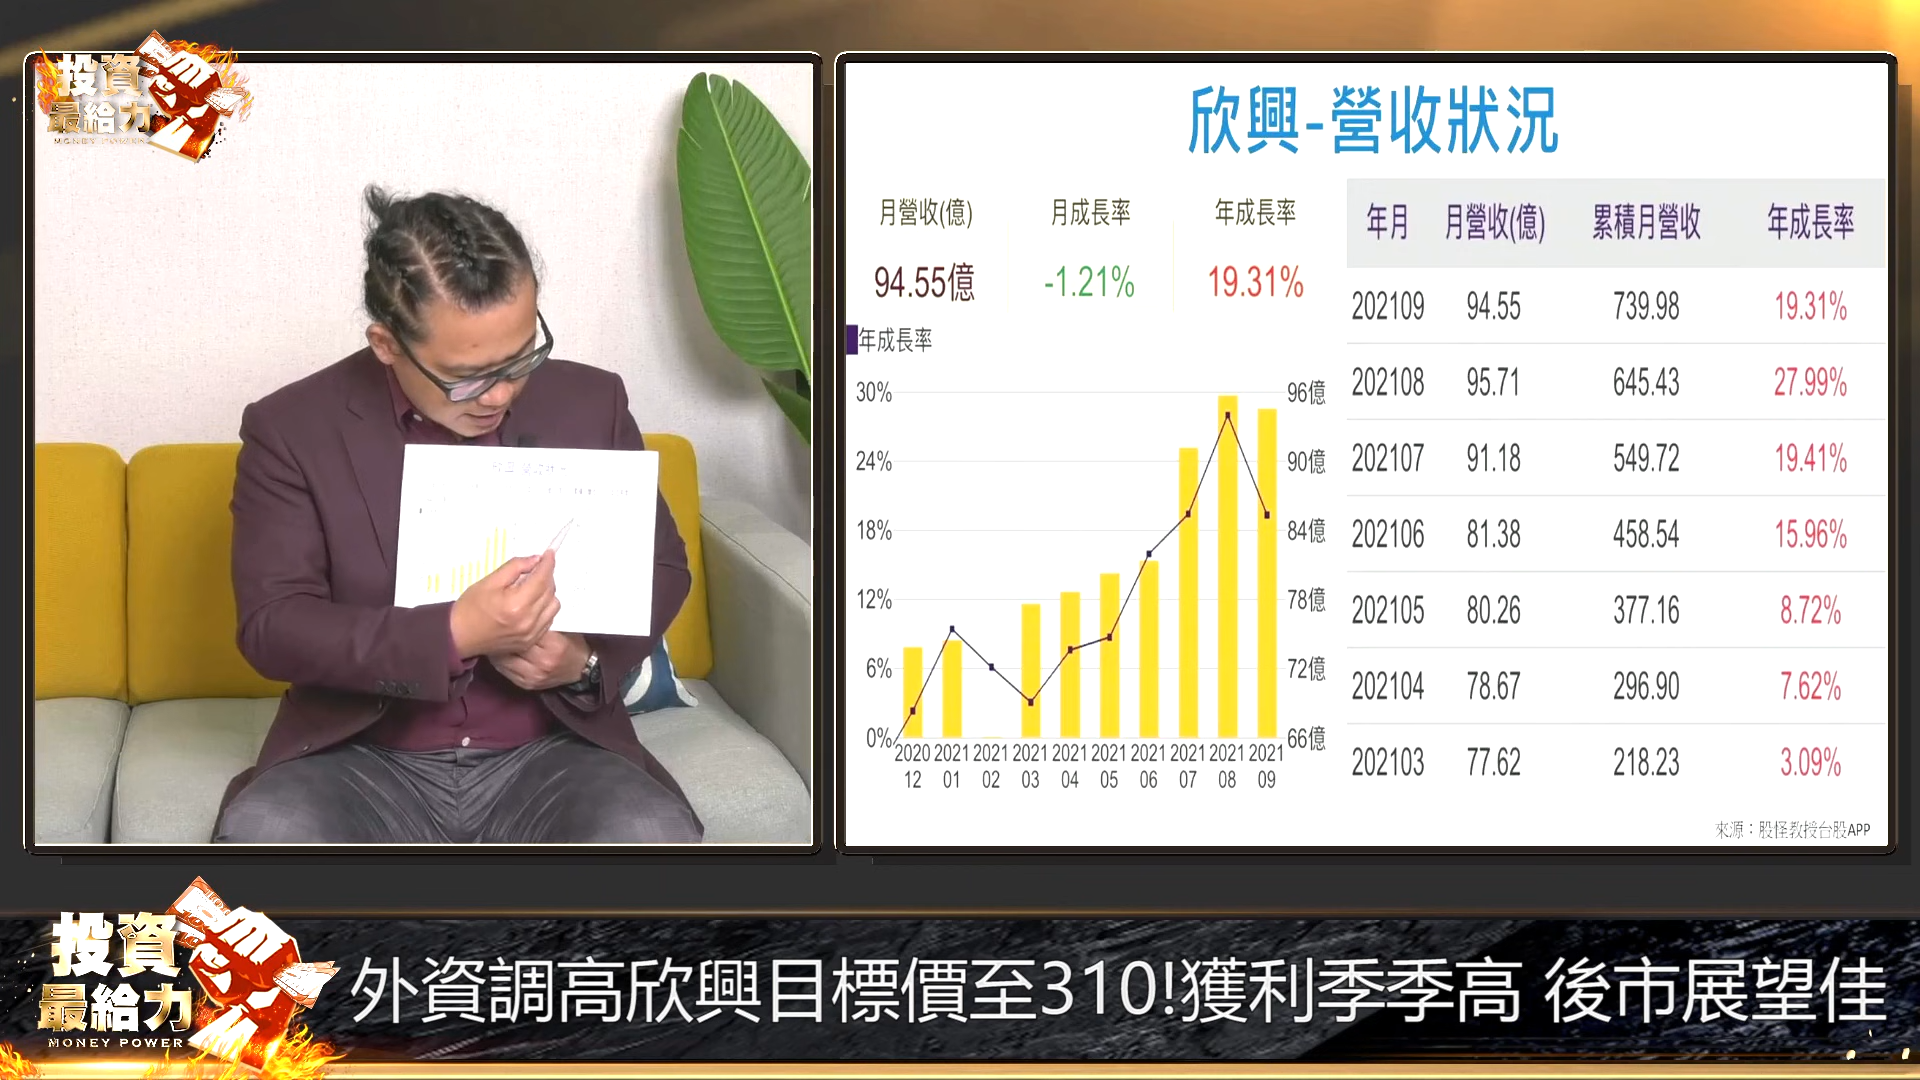 投資
最給力
MONEY POWER
欣興-營收狀況
月營收(億) 月成長率 年成長率
94.55億 -1.21% 19.31%
年成長率
30% 96億
24% 90億
18% 84億
12% 78億
6% 72億
0% 66億
2020 2021 2021 2021 2021 2021 2021 2021 2021 2021
12 01 02 03 04 05 06 07 08 09
年月 月營收(億) 累積月營收 年成長率
202109 94.55 739.98 19.31%
202108 95.71 645.43 27.99%
202107 91.18 549.72 19.41%
202106 81.38 458.54 15.96%
202105 80.26 377.16 8.72%
202104 78.67 296.90 7.62%
202103 77.62 218.23 3.09%
來源：股怪教授台股APP
投資
最給力
MONEY POWER
外資調高欣興目標價至310!獲利季季高 後市展望佳